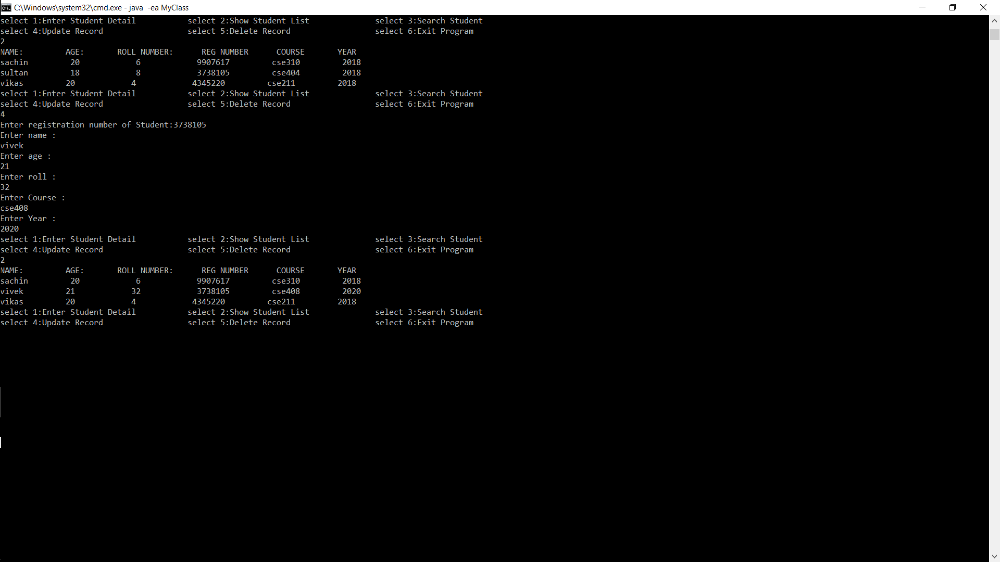 C:\Windows\system32\cmd.exe - java  -ea MyClass
select 1:Enter Student Detail           select 2:Show Student List              select 3:Search Student
select 4:Update Record                  select 5:Delete Record                  select 6:Exit Program
2
NAME:         AGE:       ROLL NUMBER:      REG NUMBER      COURSE       YEAR
sachin         20            6            9907617         cse310         2018
sultan         18            8            3738105         cse404         2018
vikas         20            4            4345220         cse211         2018
select 1:Enter Student Detail           select 2:Show Student List              select 3:Search Student
select 4:Update Record                  select 5:Delete Record                  select 6:Exit Program
4
Enter registration number of Student:3738105
Enter name :
vivek
Enter age :
21
Enter roll :
32
Enter Course :
cse408
Enter Year :
2020
select 1:Enter Student Detail           select 2:Show Student List              select 3:Search Student
select 4:Update Record                  select 5:Delete Record                  select 6:Exit Program
2
NAME:         AGE:       ROLL NUMBER:      REG NUMBER      COURSE       YEAR
sachin         20            6            9907617         cse310         2018
vivek         21            32            3738105         cse408         2020
vikas         20            4            4345220         cse211         2018
select 1:Enter Student Detail           select 2:Show Student List              select 3:Search Student
select 4:Update Record                  select 5:Delete Record                  select 6:Exit Program